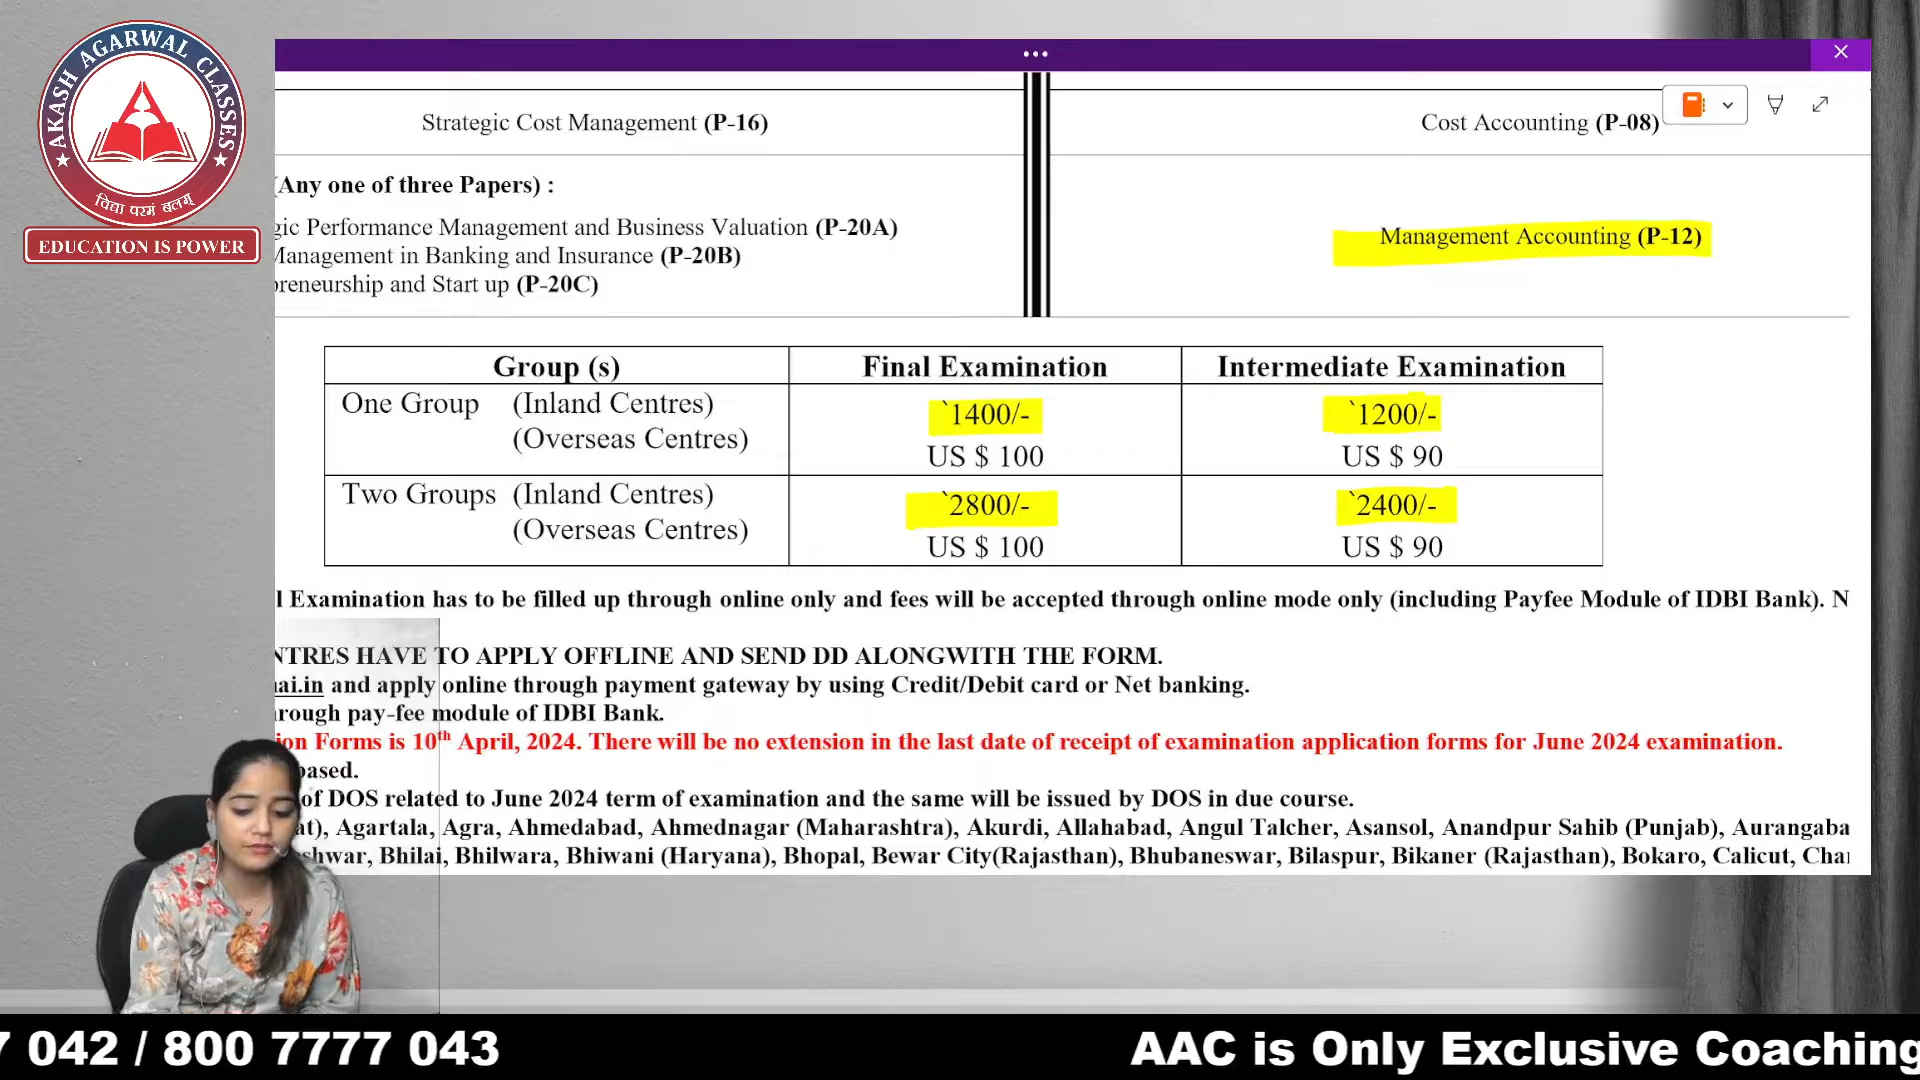 AKASH AGARWAL CLASSES
विद्या परमं बलम्
EDUCATION IS POWER
Strategic Cost Management (P-16)
Cost Accounting (P-08)
(Any one of three Papers) :
gic Performance Management and Business Valuation (P-20A)
Management in Banking and Insurance (P-20B)
preneurship and Start up (P-20C)
Management Accounting (P-12)
Group (s) Final Examination Intermediate Examination
One Group (Inland Centres) `1400/- `1200/-
(Overseas Centres) US $ 100 US $ 90
Two Groups (Inland Centres) `2800/- `2400/-
(Overseas Centres) US $ 100 US $ 90
l Examination has to be filled up through online only and fees will be accepted through online mode only (including Payfee Module of IDBI Bank). N
NTRES HAVE TO APPLY OFFLINE AND SEND DD ALONGWITH THE FORM.
ai.in and apply online through payment gateway by using Credit/Debit card or Net banking.
hrough pay-fee module of IDBI Bank.
ion Forms is 10th April, 2024. There will be no extension in the last date of receipt of examination application forms for June 2024 examination.
based.
of DOS related to June 2024 term of examination and the same will be issued by DOS in due course.
at), Agartala, Agra, Ahmedabad, Ahmednagar (Maharashtra), Akurdi, Allahabad, Angul Talcher, Asansol, Anandpur Sahib (Punjab), Aurangaba
shwar, Bhilai, Bhilwara, Bhiwani (Haryana), Bhopal, Bewar City(Rajasthan), Bhubaneswar, Bilaspur, Bikaner (Rajasthan), Bokaro, Calicut, Cha
7 042 / 800 7777 043
AAC is Only Exclusive Coaching